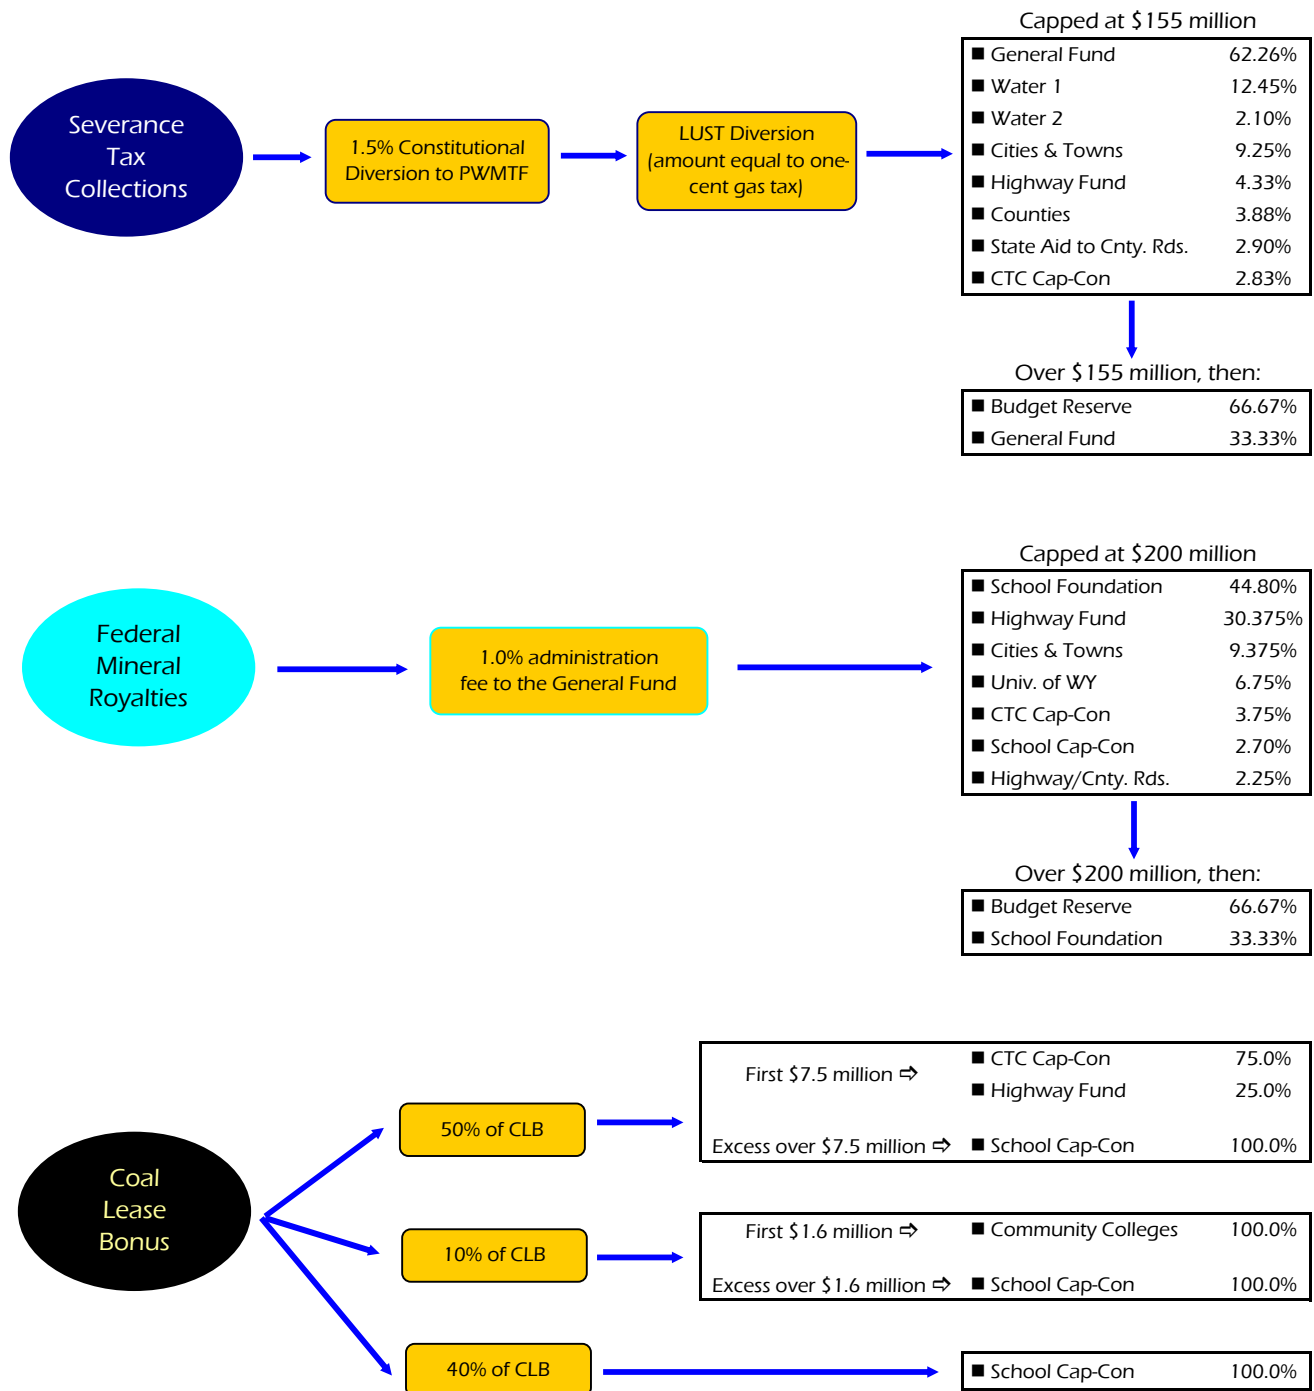 Severance
Tax
Collections
1.5% Constitutional
Diversion to PWMTF
LUST Diversion
(amount equal to one-
cent gas tax)
Capped at $155 million
■ General Fund 62.26%
■ Water 1 12.45%
■ Water 2 2.10%
■ Cities & Towns 9.25%
■ Highway Fund 4.33%
■ Counties 3.88%
■ State Aid to Cnty. Rds. 2.90%
■ CTC Cap-Con 2.83%
Over $155 million, then:
■ Budget Reserve 66.67%
■ General Fund 33.33%
Federal
Mineral
Royalties
1.0% administration
fee to the General Fund
Capped at $200 million
■ School Foundation 44.80%
■ Highway Fund 30.375%
■ Cities & Towns 9.375%
■ Univ. of WY 6.75%
■ CTC Cap-Con 3.75%
■ School Cap-Con 2.70%
■ Highway/Cnty. Rds. 2.25%
Over $200 million, then:
■ Budget Reserve 66.67%
■ School Foundation 33.33%
Coal
Lease
Bonus
50% of CLB
First $7.5 million ⇨ ■ CTC Cap-Con 75.0%
■ Highway Fund 25.0%
Excess over $7.5 million ⇨ ■ School Cap-Con 100.0%
10% of CLB
First $1.6 million ⇨ ■ Community Colleges 100.0%
Excess over $1.6 million ⇨ ■ School Cap-Con 100.0%
40% of CLB
■ School Cap-Con 100.0%